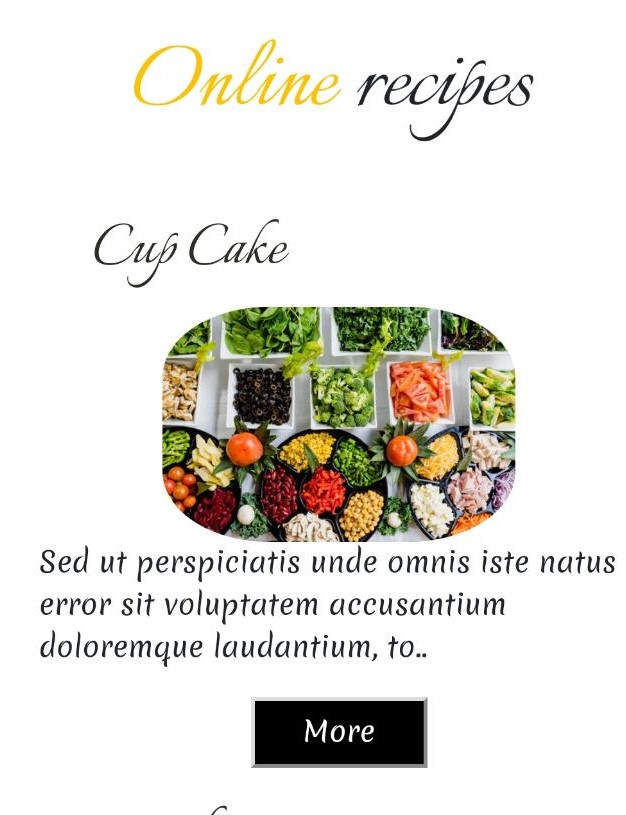 Online recipes
Cup Cake
Sed ut perspiciatis unde omnis iste natus
error sit voluptatem accusantium
doloremque laudantium, to..
More